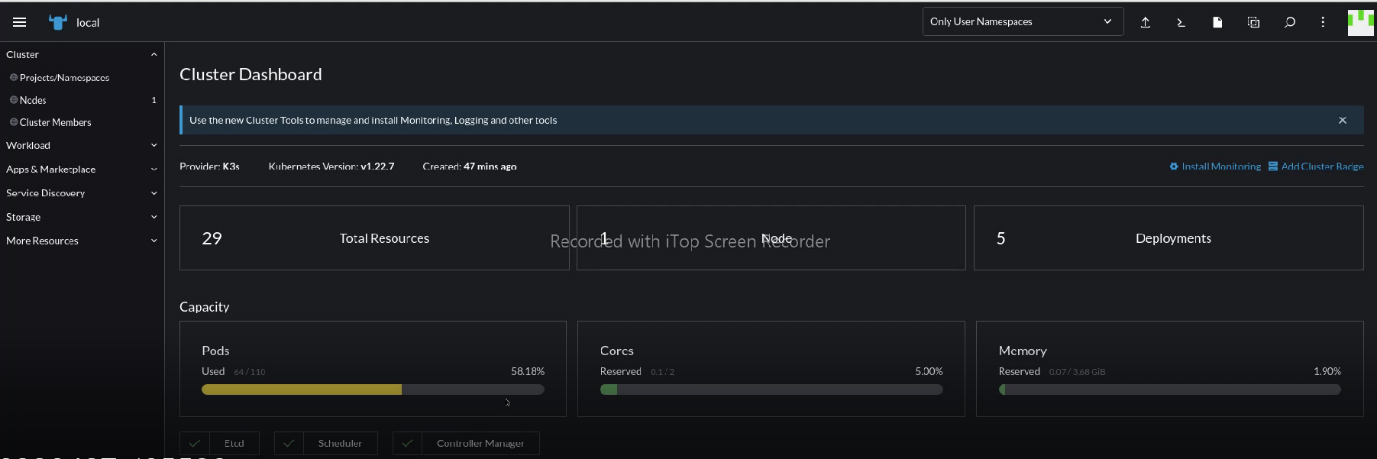 local
Only User Namespaces
Cluster
Projects/Namespaces
Nodes 1
Cluster Members
Workload
Apps & Marketplace
Service Discovery
Storage
More Resources
Cluster Dashboard
Use the new Cluster Tools to manage and install Monitoring, Logging and other tools
Provider: K3s Kubernetes Version: v1.22.7 Created: 47 mins ago Install Monitoring Add Cluster Badge
29 Total Resources 1 Node 5 Deployments
Recorded with iTop Screen Recorder
Capacity
Pods Cores Memory
Used 64 / 110 58.18% Reserved 0.1 / 2 5.00% Reserved 0.07 / 3.68 GiB 1.90%
Etcd Scheduler Controller Manager